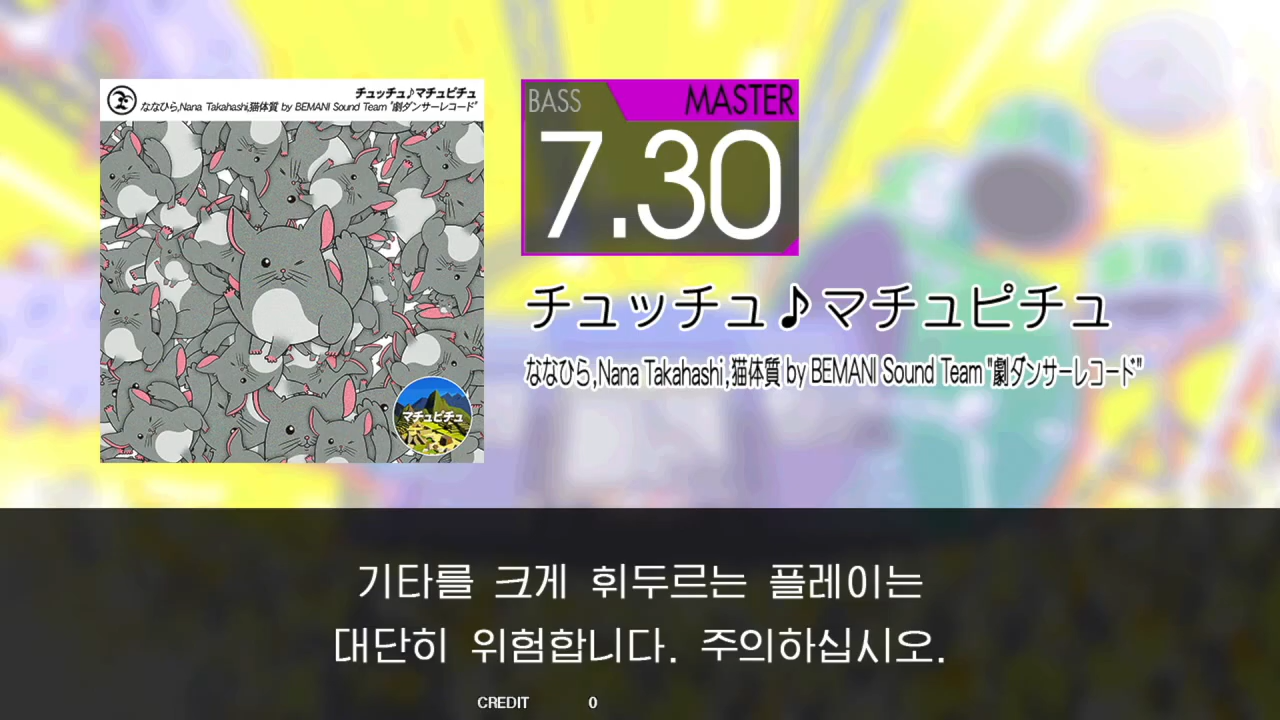 チュッチュ♪マチュピチュ
ななひら,Nana Takahashi,猫体質 by BEMANI Sound Team "劇ダンサーレコード"
マチュピチュ
BASS MASTER
7.30
チュッチュ♪マチュピチュ
ななひら,Nana Takahashi,猫体質 by BEMANI Sound Team "劇ダンサーレコード"
기타를 크게 휘두르는 플레이는
대단히 위험합니다. 주의하십시오.
CREDIT 0